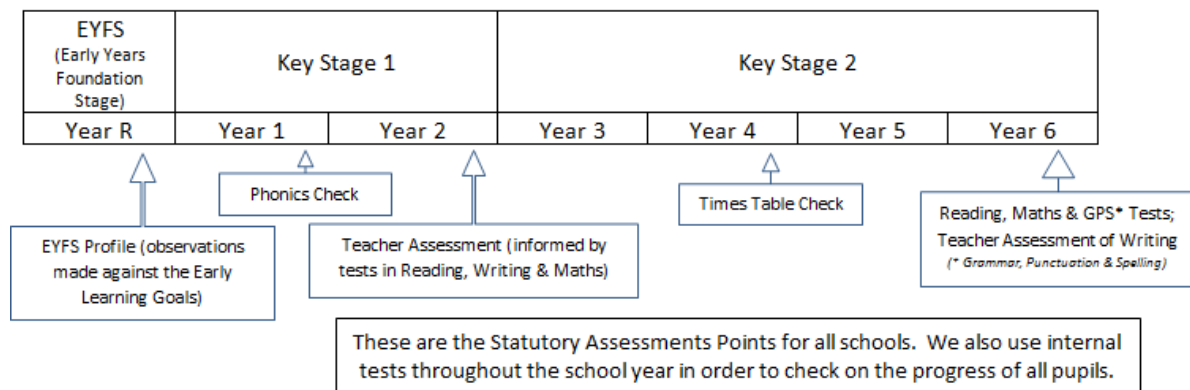 EYFS
(Early Years
Foundation
Stage)
Key Stage 1
Key Stage 2
Year R
Year 1
Year 2
Year 3
Year 4
Year 5
Year 6
Phonics Check
Times Table Check
EYFS Profile (observations
made against the Early
Learning Goals)
Teacher Assessment (informed by
tests in Reading, Writing & Maths)
Reading, Maths & GPS* Tests;
Teacher Assessment of Writing
(* Grammar, Punctuation & Spelling)
These are the Statutory Assessments Points for all schools.  We also use internal
tests throughout the school year in order to check on the progress of all pupils.